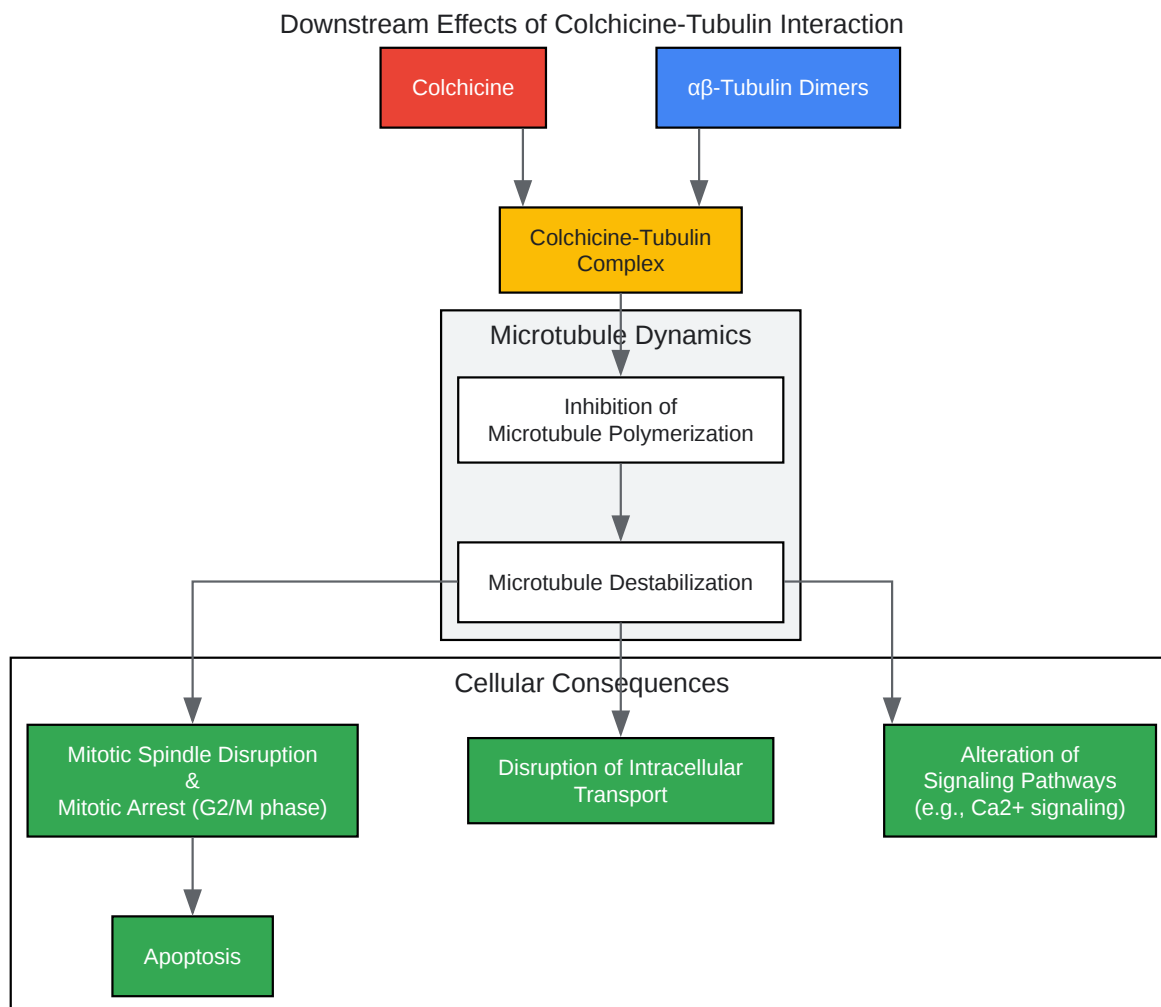 Downstream Effects of Colchicine-Tubulin Interaction
Colchicine
αβ-Tubulin Dimers
Colchicine-Tubulin
Complex
Microtubule Dynamics
Inhibition of
Microtubule Polymerization
Microtubule Destabilization
Cellular Consequences
Mitotic Spindle Disruption
&
Mitotic Arrest (G2/M phase)
Disruption of Intracellular
Transport
Alteration of
Signaling Pathways
(e.g., Ca2+ signaling)
Apoptosis